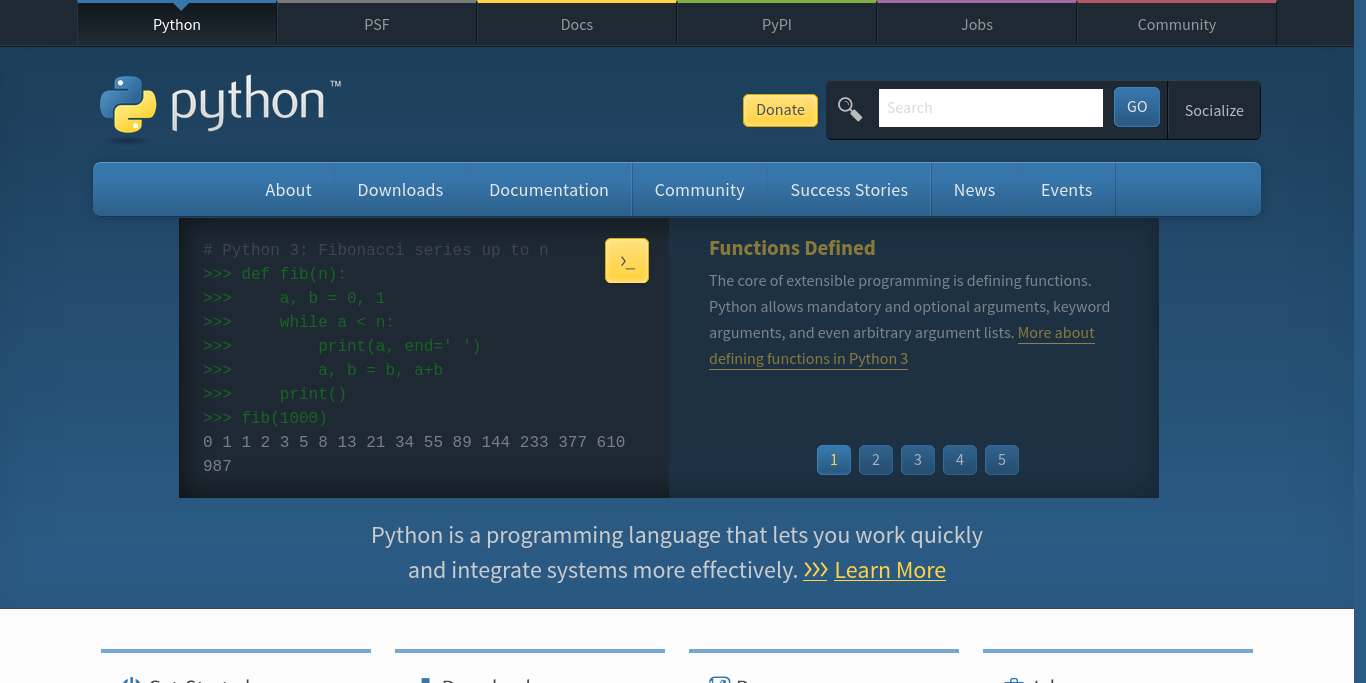 Python
PSF
Docs
PyPI
Jobs
Community
python™
Donate
Search
GO
Socialize
About
Downloads
Documentation
Community
Success Stories
News
Events
# Python 3: Fibonacci series up to n
>>> def fib(n):
>>>     a, b = 0, 1
>>>     while a < n:
>>>         print(a, end=' ')
>>>         a, b = b, a+b
>>>     print()
>>> fib(1000)
0 1 1 2 3 5 8 13 21 34 55 89 144 233 377 610
987
>_
Functions Defined
The core of extensible programming is defining functions.
Python allows mandatory and optional arguments, keyword
arguments, and even arbitrary argument lists. More about
defining functions in Python 3
1
2
3
4
5
Python is a programming language that lets you work quickly
and integrate systems more effectively. >>> Learn More
Get Started